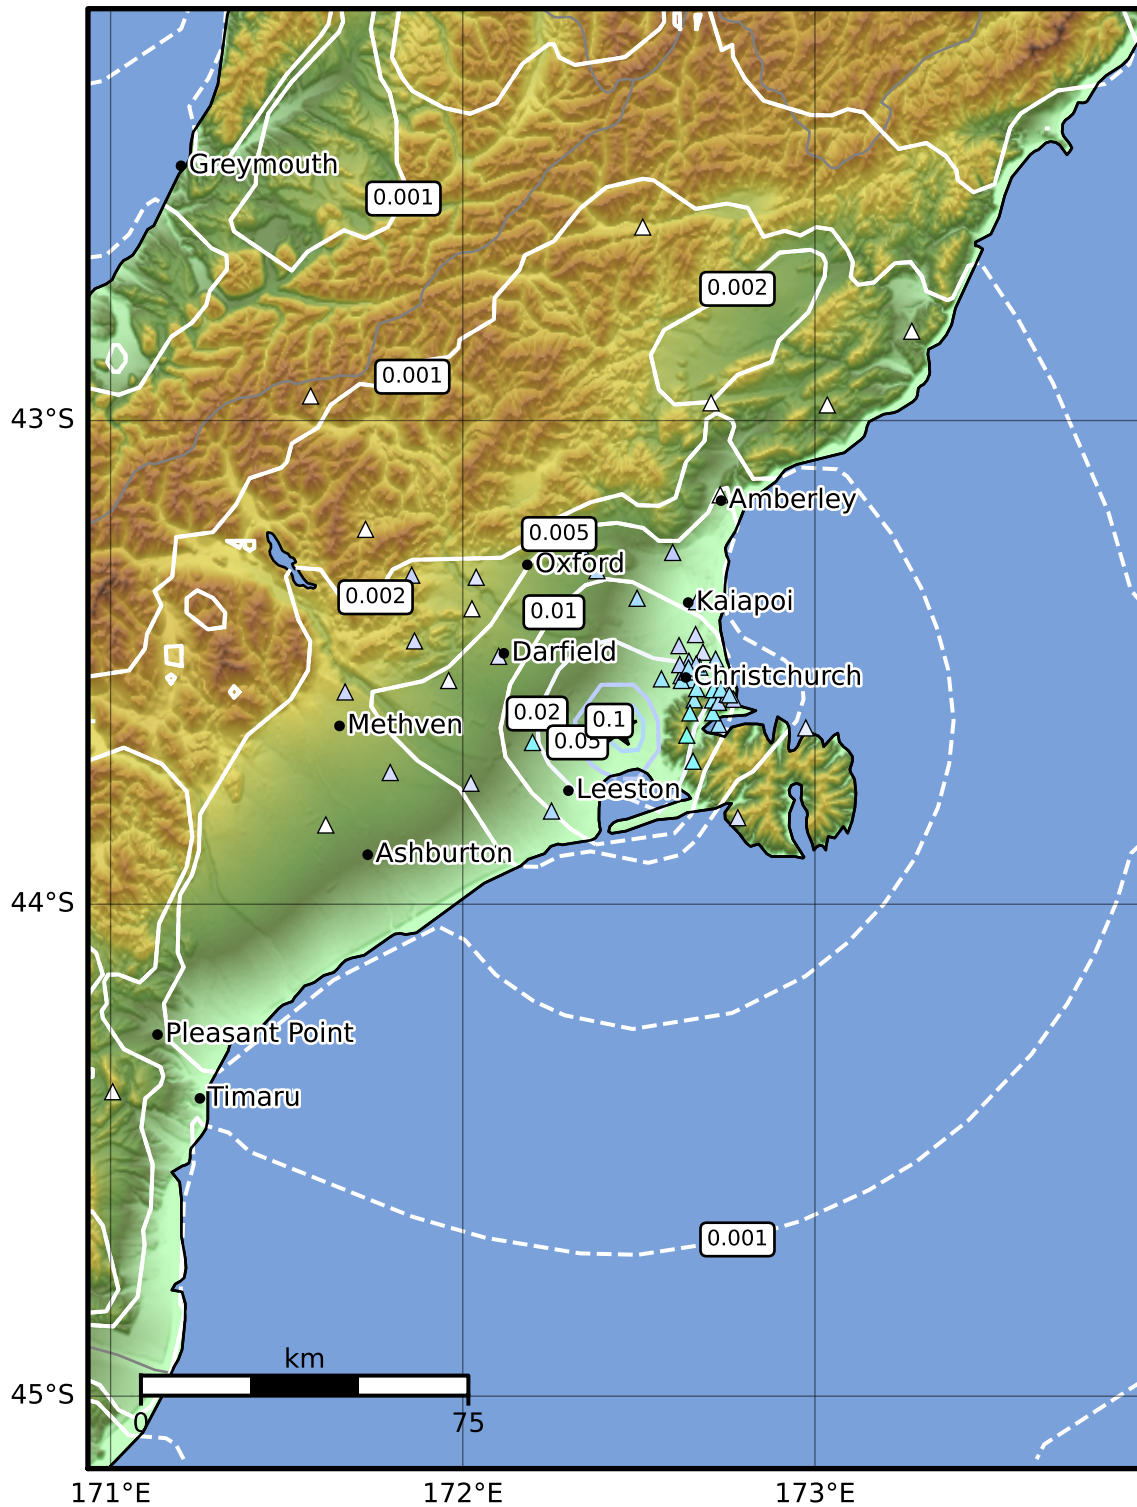 Greymouth
0.001
0.002
0.001
43°S
Amberley
0.005
Oxford
0.002
0.01
Kaiapoi
Darfield
Christchurch
0.02
0.1
Methven
0.05
Leeston
Ashburton
44°S
Pleasant Point
Timaru
0.001
km
45°S
0
75
171°E
172°E
173°E